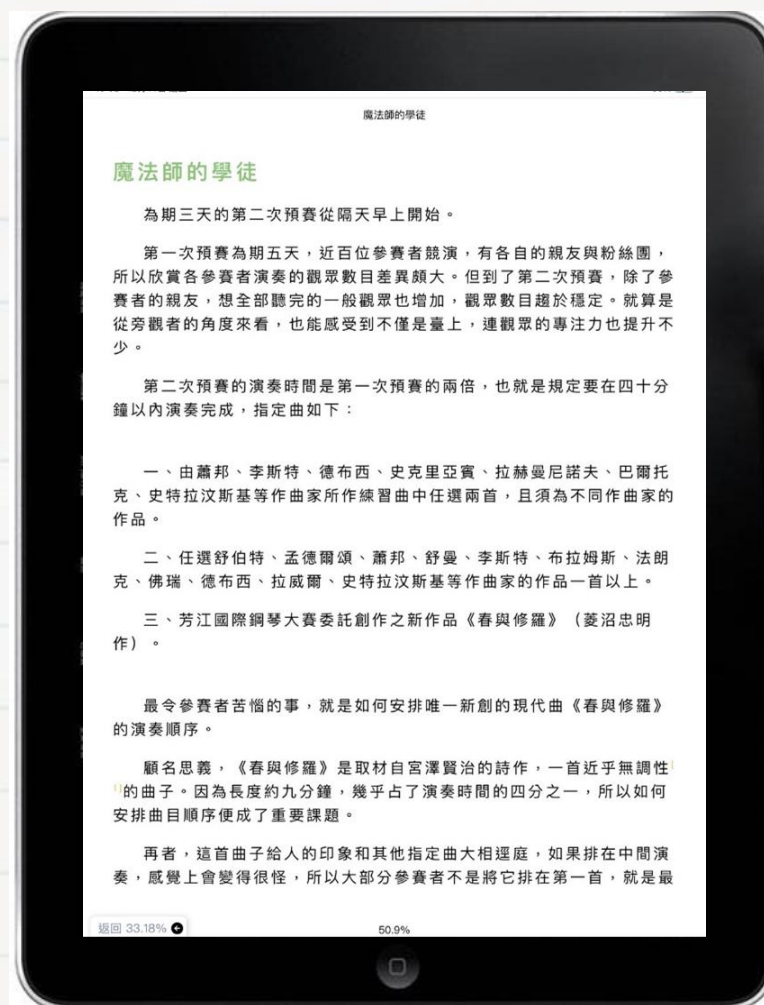 魔法師的學徒
魔法師的學徒
為期三天的第二次預賽從隔天早上開始。
第一次預賽為期五天，近百位參賽者競演，有各自的親友與粉絲團，
所以欣賞各參賽者演奏的觀眾數目差異頗大。但到了第二次預賽，除了參
賽者的親友，想全部聽完的一般觀眾也增加，觀眾數目趨於穩定。就算是
從旁觀者的角度來看，也能感受到不僅是臺上，連觀眾的專注力也提升不
少。
第二次預賽的演奏時間是第一次預賽的兩倍，也就是規定要在四十分
鐘以內演奏完成，指定曲如下：
一、由蕭邦、李斯特、德布西、史克里亞賓、拉赫曼尼諾夫、巴爾托
克、史特拉汶斯基等作曲家所作練習曲中任選兩首，且須為不同作曲家的
作品。
二、任選舒伯特、孟德爾頌、蕭邦、舒曼、李斯特、布拉姆斯、法朗
克、佛瑞、德布西、拉威爾、史特拉汶斯基等作曲家的作品一首以上。
三、芳江國際鋼琴大賽委託創作之新作品《春與修羅》（菱沼忠明
作）。
最令參賽者苦惱的事，就是如何安排唯一新創的現代曲《春與修羅》
的演奏順序。
顧名思義，《春與修羅》是取材自宮澤賢治的詩作，一首近乎無調性[
1]的曲子。因為長度約九分鐘，幾乎占了演奏時間的四分之一，所以如何
安排曲目順序便成了重要課題。
再者，這首曲子給人的印象和其他指定曲大相逕庭，如果排在中間演
奏，感覺上會變得很怪，所以大部分參賽者不是將它排在第一首，就是最
返回 33.18%
50.9%